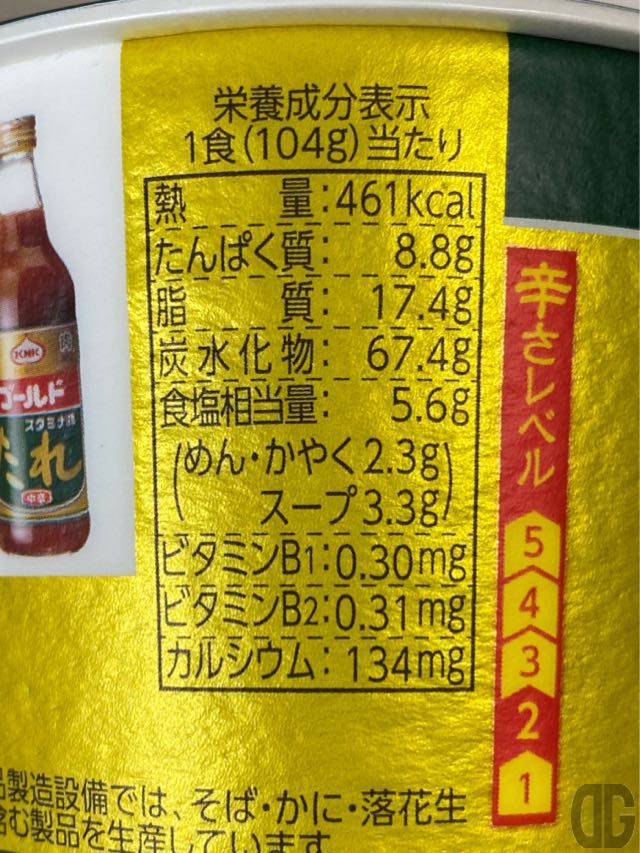 栄養成分表示
1食(104g)当たり
熱量:461kcal
たんぱく質:8.8g
脂質:17.4g
炭水化物:67.4g
食塩相当量:5.6g
(めん・かやく2.3g
スープ3.3g)
ビタミンB1:0.30mg
ビタミンB2:0.31mg
カルシウム:134mg
辛さレベル
5
4
3
2
1
KNK
ゴールド
スタミナ源
たれ
中辛
製造設備では、そば・かに・落花生
含む製品を生産しています
DG